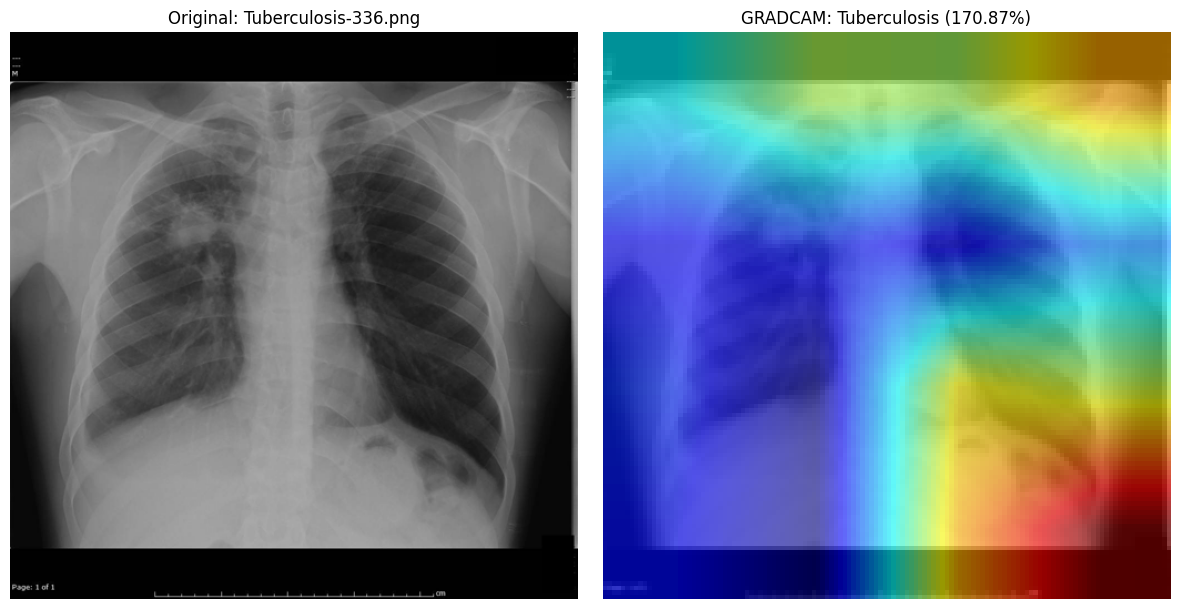 Original: Tuberculosis-336.png
GRADCAM: Tuberculosis (170.87%)
M
Page: 1 of 1
cm